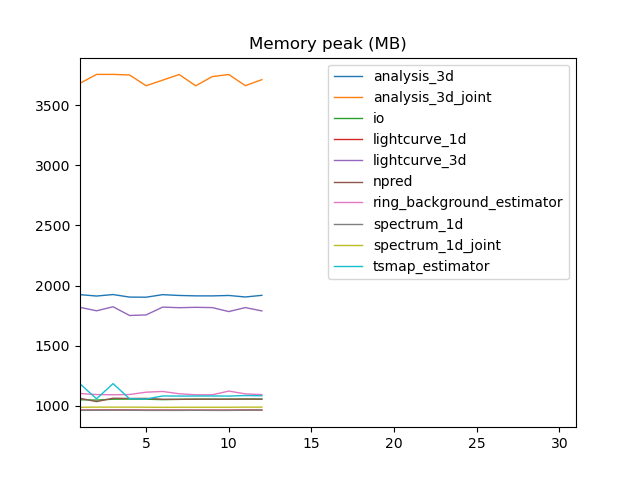 Memory peak (MB)
3500
3000
2500
2000
1500
1000
analysis_3d
analysis_3d_joint
io
lightcurve_1d
lightcurve_3d
npred
ring_background_estimator
spectrum_1d
spectrum_1d_joint
tsmap_estimator
5 10 15 20 25 30